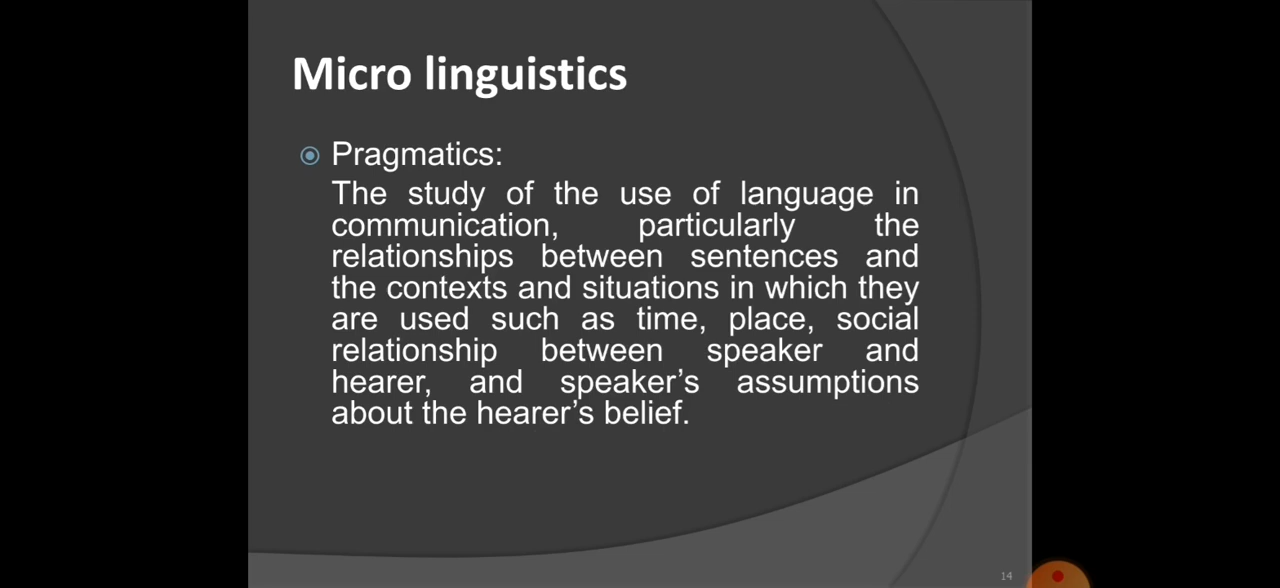 Micro linguistics
Pragmatics:
The study of the use of language in
communication, particularly the
relationships between sentences and
the contexts and situations in which they
are used such as time, place, social
relationship between speaker and
hearer, and speaker’s assumptions
about the hearer’s belief.
14